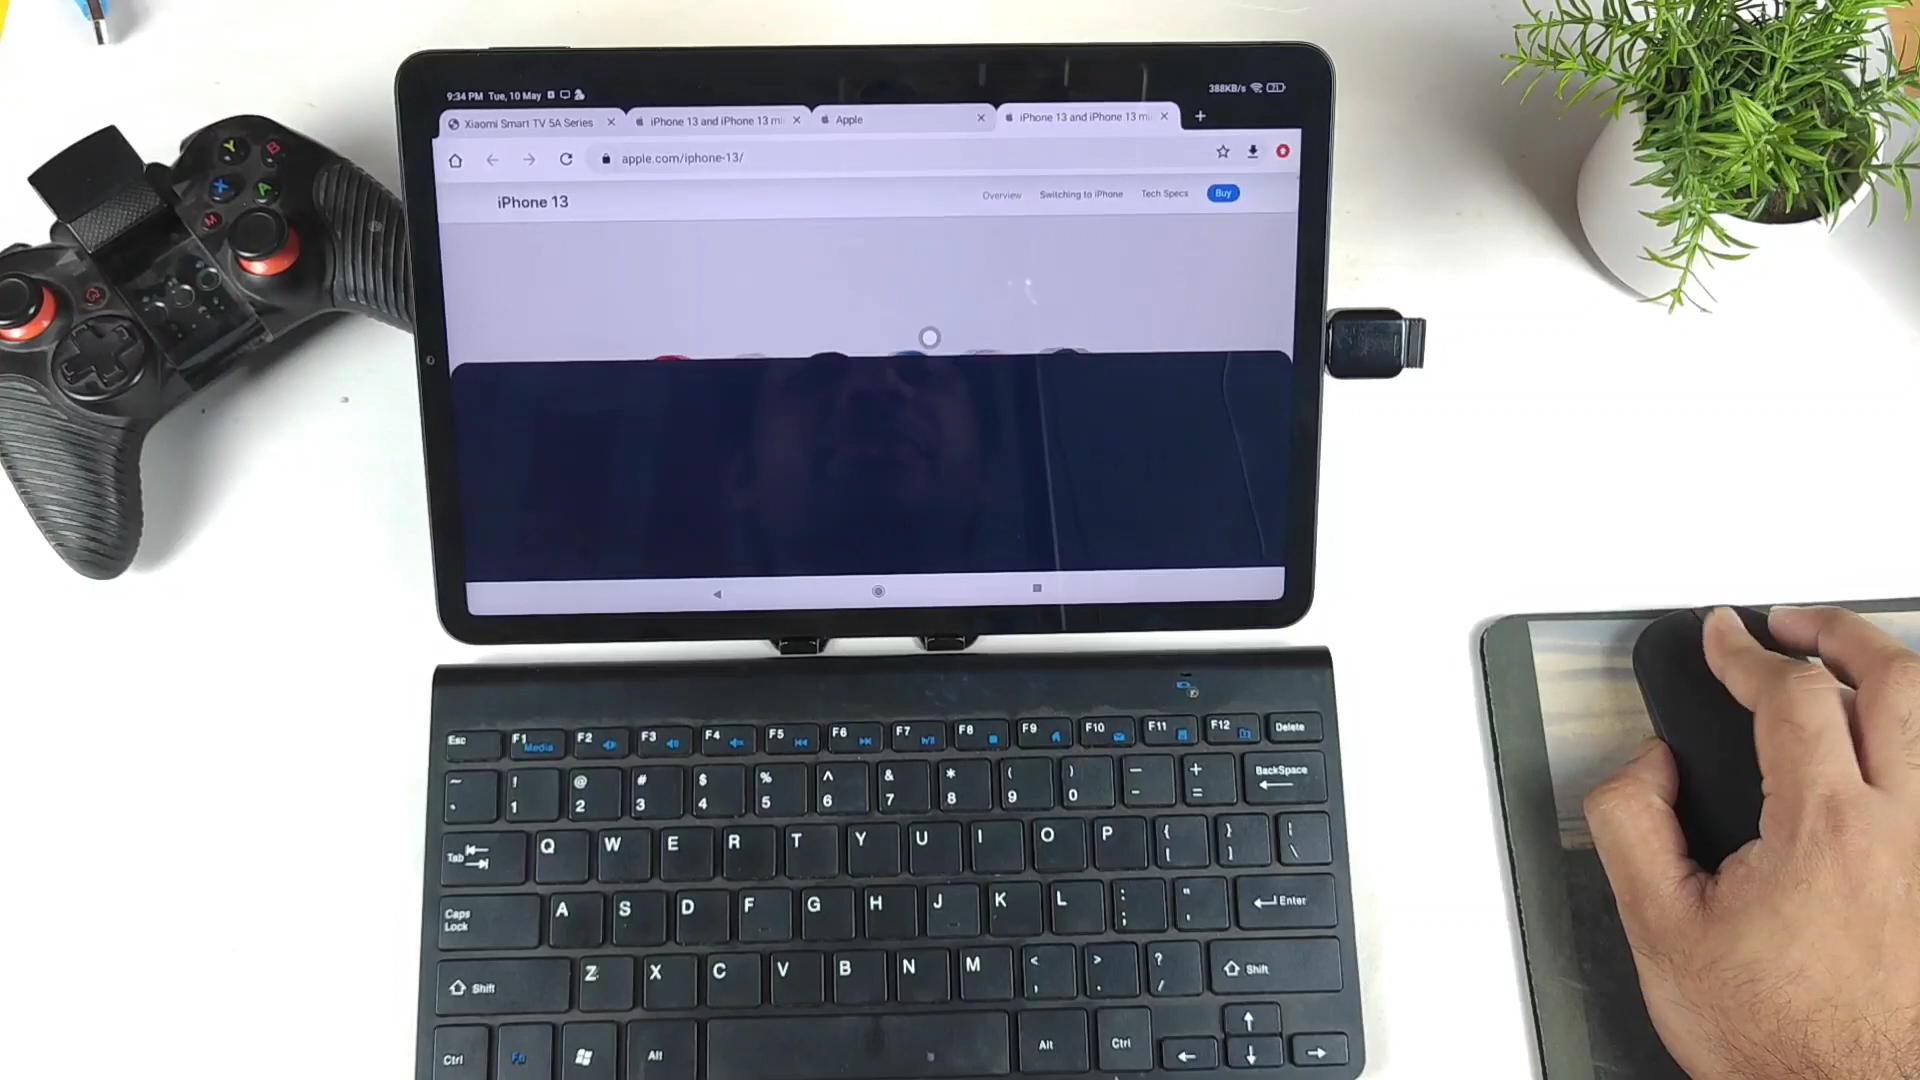 9:34 PM Tue, 10 May
388KB/s 71
Xiaomi Smart TV 5A Series
iPhone 13 and iPhone 13 mi
Apple
iPhone 13 and iPhone 13 mi
apple.com/iphone-13/
iPhone 13
Overview Switching to iPhone Tech Specs Buy
Y B X A M
Esc F1 Media F2 F3 F4 F5 F6 F7 F8 F9 F10 F11 F12 Delete
~ ! @ # $ % ^ & * ( ) — + BackSpace
` 1 2 3 4 5 6 7 8 9 0 - =
Tab Q W E R T Y U I O P { } |
[ ] \
Caps Lock A S D F G H J K L : " Enter
; '
Shift Z X C V B N M < > ? Shift
, . /
Ctrl Fn Alt Alt Ctrl